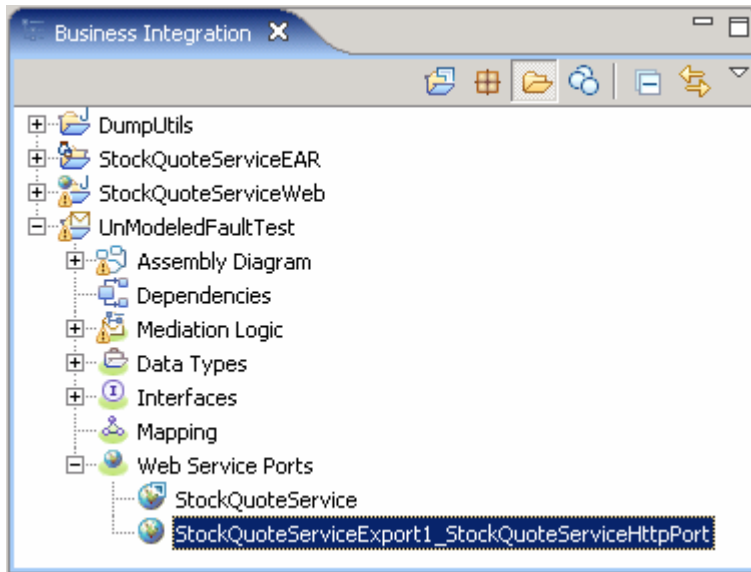 Business Integration
DumpUtils
StockQuoteServiceEAR
StockQuoteServiceWeb
UnModeledFaultTest
Assembly Diagram
Dependencies
Mediation Logic
Data Types
Interfaces
Mapping
Web Service Ports
StockQuoteService
StockQuoteServiceExport1_StockQuoteServiceHttpPort